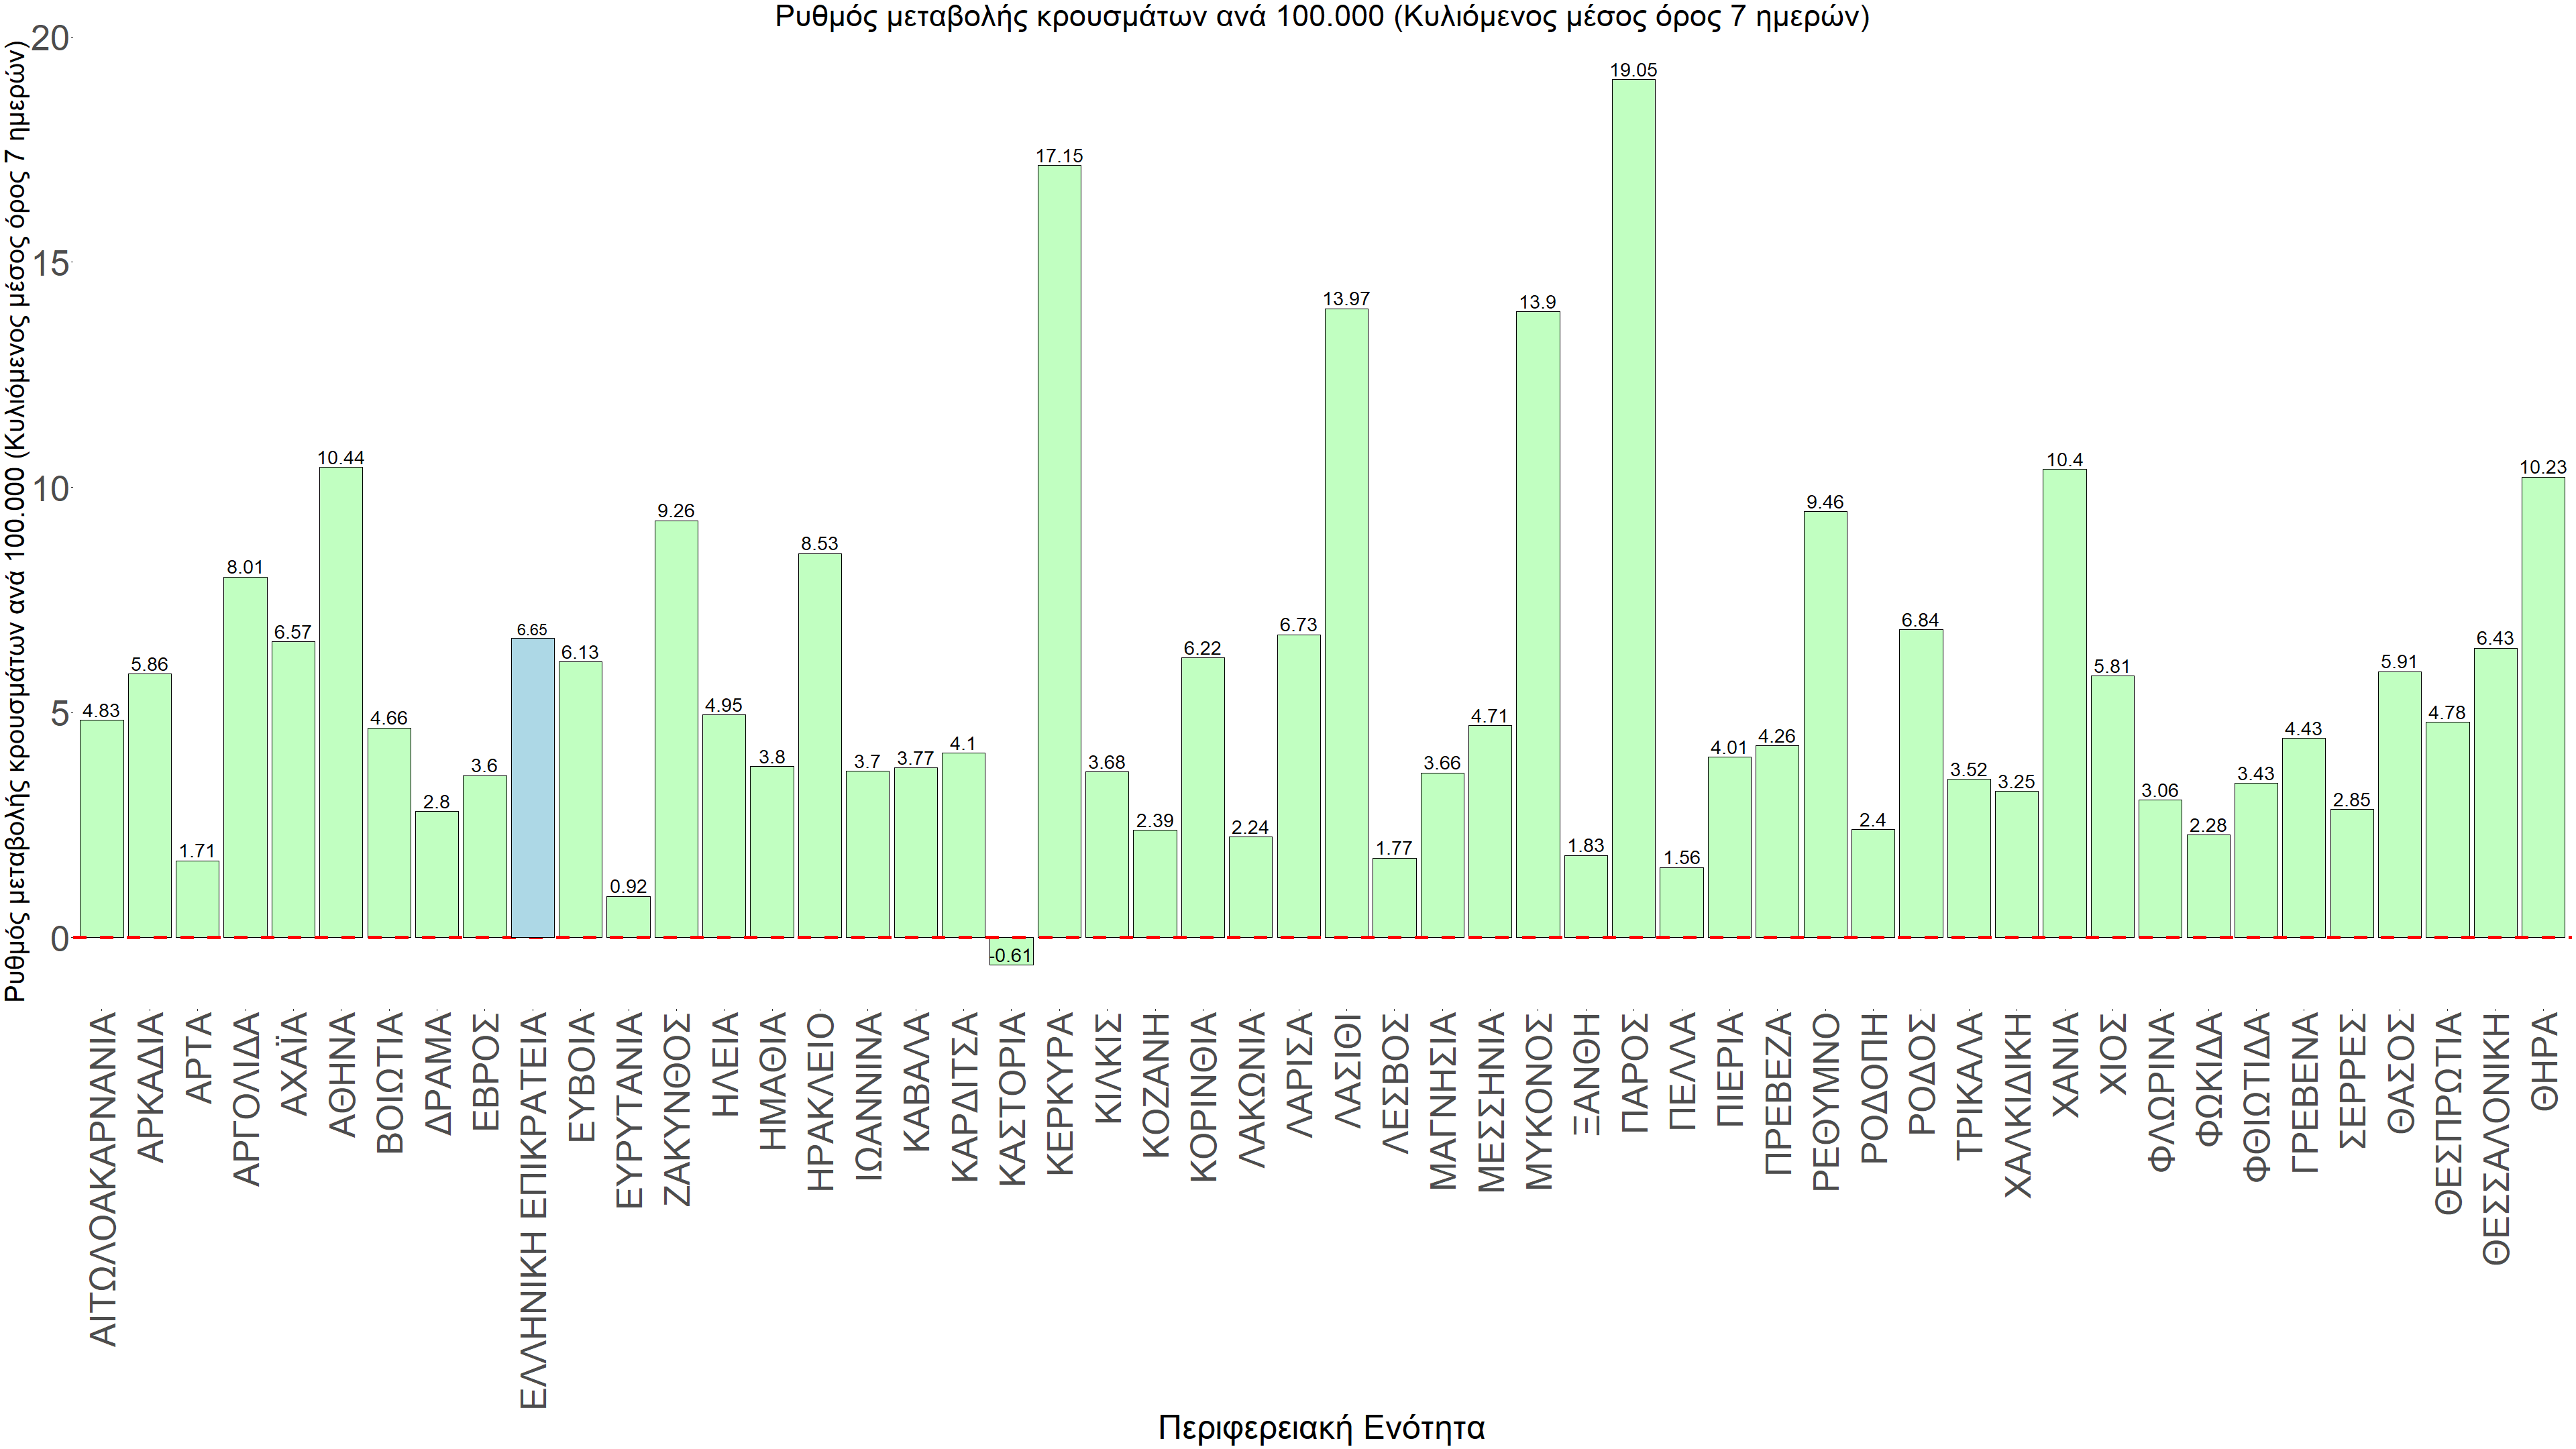 Ρυθμός μεταβολής κρουσμάτων ανά 100.000 (Κυλιόμενος μέσος όρος 7 ημερών)
Ρυθμός μεταβολής κρουσμάτων ανά 100.000 (Κυλιόμενος μέσος όρος 7 ημερών)
20
15
10
5
0
4.83
5.86
1.71
8.01
6.57
10.44
4.66
2.8
3.6
6.65
6.13
0.92
9.26
4.95
3.8
8.53
3.7
3.77
4.1
-0.61
17.15
3.68
2.39
6.22
2.24
6.73
13.97
1.77
3.66
4.71
13.9
1.83
19.05
1.56
4.01
4.26
9.46
2.4
6.84
3.52
3.25
10.4
5.81
3.06
2.28
3.43
4.43
2.85
5.91
4.78
6.43
10.23
ΑΙΤΩΛΟΑΚΑΡΝΑΝΙΑ
ΑΡΚΑΔΙΑ
ΑΡΤΑ
ΑΡΓΟΛΙΔΑ
ΑΧΑΪΑ
ΑΘΗΝΑ
ΒΟΙΩΤΙΑ
ΔΡΑΜΑ
ΕΒΡΟΣ
ΕΛΛΗΝΙΚΗ ΕΠΙΚΡΑΤΕΙΑ
ΕΥΒΟΙΑ
ΕΥΡΥΤΑΝΙΑ
ΖΑΚΥΝΘΟΣ
ΗΛΕΙΑ
ΗΜΑΘΙΑ
ΗΡΑΚΛΕΙΟ
ΙΩΑΝΝΙΝΑ
ΚΑΒΑΛΑ
ΚΑΡΔΙΤΣΑ
ΚΑΣΤΟΡΙΑ
ΚΕΡΚΥΡΑ
ΚΙΛΚΙΣ
ΚΟΖΑΝΗ
ΚΟΡΙΝΘΙΑ
ΛΑΚΩΝΙΑ
ΛΑΡΙΣΑ
ΛΑΣΙΘΙ
ΛΕΣΒΟΣ
ΜΑΓΝΗΣΙΑ
ΜΕΣΣΗΝΙΑ
ΜΥΚΟΝΟΣ
ΞΑΝΘΗ
ΠΑΡΟΣ
ΠΕΛΛΑ
ΠΙΕΡΙΑ
ΠΡΕΒΕΖΑ
ΡΕΘΥΜΝΟ
ΡΟΔΟΠΗ
ΡΟΔΟΣ
ΤΡΙΚΑΛΑ
ΧΑΛΚΙΔΙΚΗ
ΧΑΝΙΑ
ΧΙΟΣ
ΦΛΩΡΙΝΑ
ΦΩΚΙΔΑ
ΦΘΙΩΤΙΔΑ
ΓΡΕΒΕΝΑ
ΣΕΡΡΕΣ
ΘΑΣΟΣ
ΘΕΣΠΡΩΤΙΑ
ΘΕΣΣΑΛΟΝΙΚΗ
ΘΗΡΑ
Περιφερειακή Ενότητα